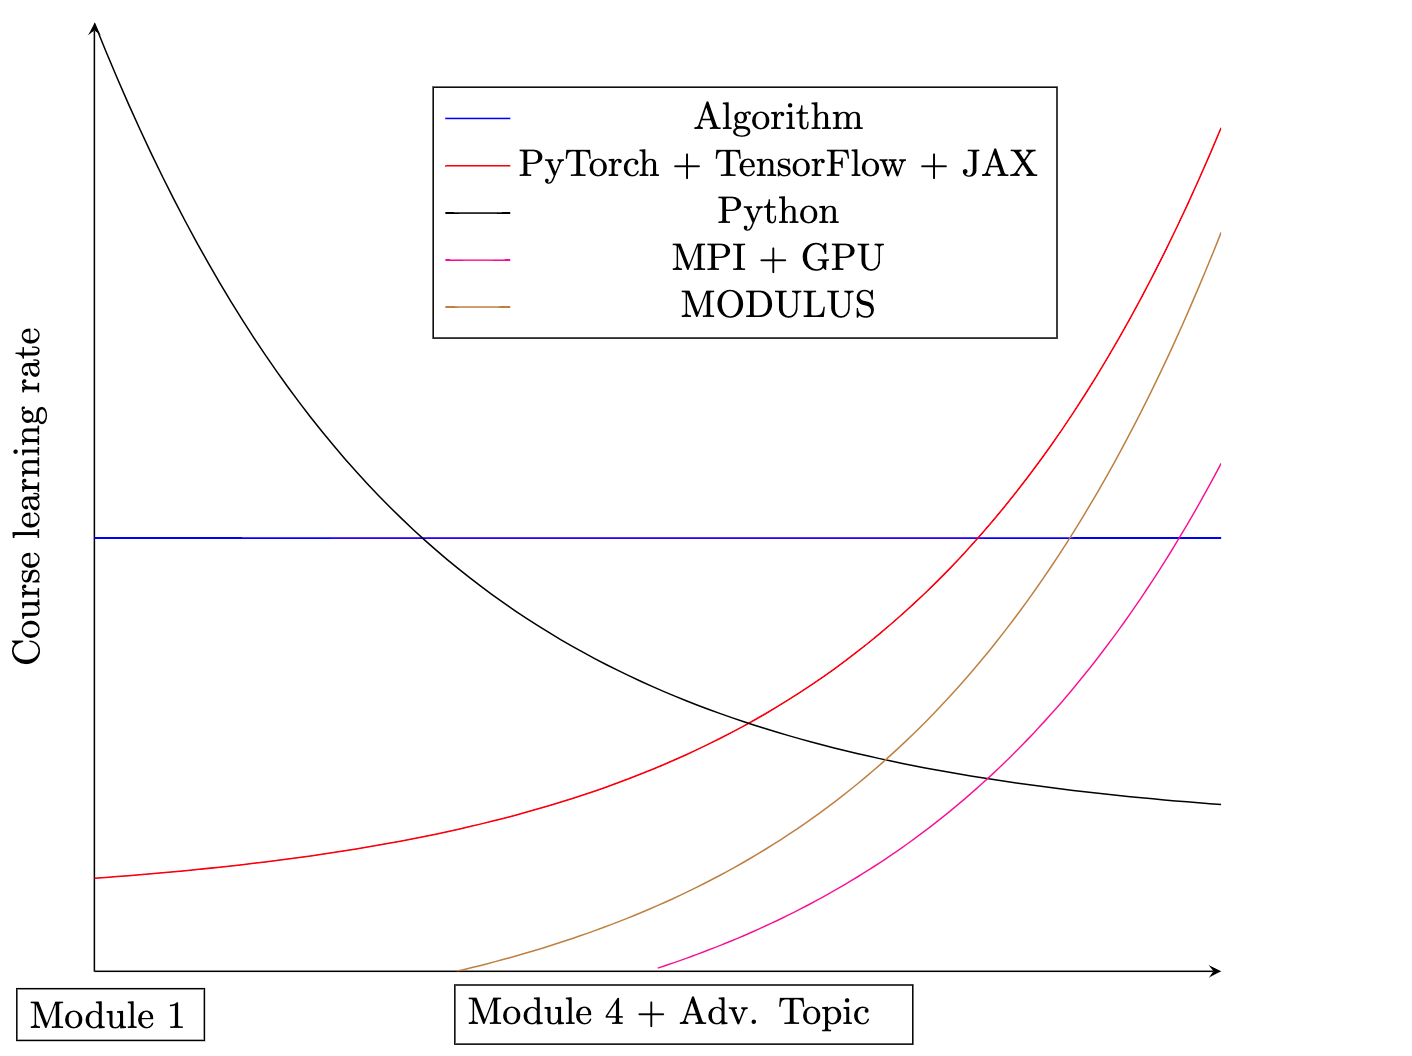 Course learning rate
Algorithm
PyTorch + TensorFlow + JAX
Python
MPI + GPU
MODULUS
Module 1
Module 4 + Adv. Topic